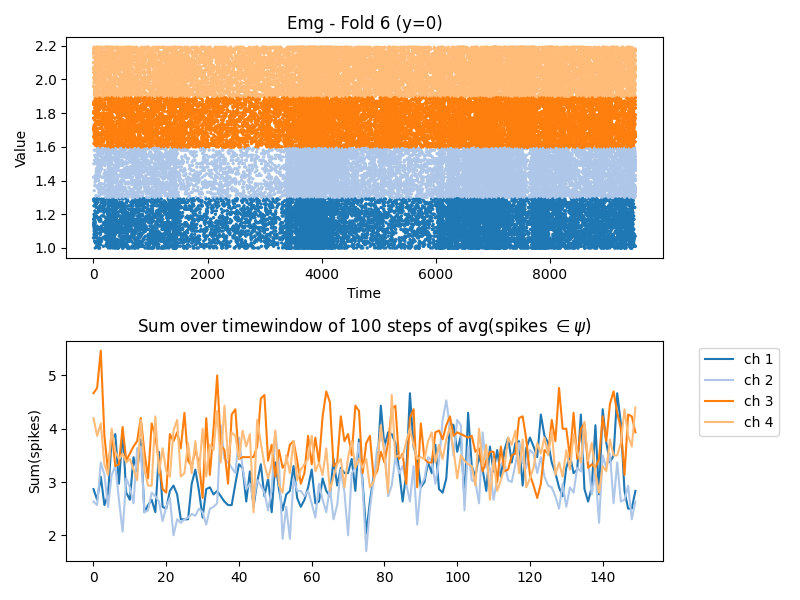 Emg - Fold 6 (y=0)
2.2
2.0
1.8
1.6
1.4
1.2
1.0
Value
0 2000 4000 6000 8000
Time
Sum over timewindow of 100 steps of avg(spikes ∈ ψ)
5
4
3
2
Sum(spikes)
0 20 40 60 80 100 120 140
ch 1
ch 2
ch 3
ch 4